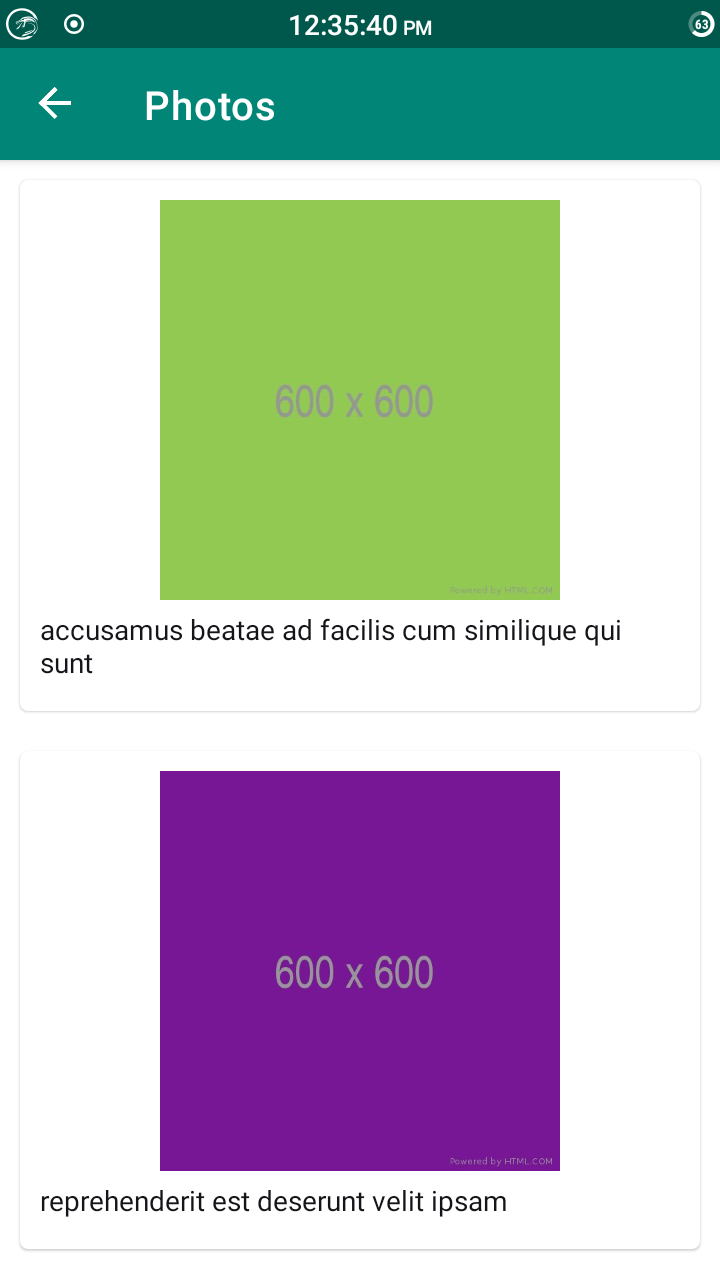 12:35:40 PM
63
Photos
600 x 600
Powered by HTML.COM
accusamus beatae ad facilis cum similique qui
sunt
600 x 600
Powered by HTML.COM
reprehenderit est deserunt velit ipsam